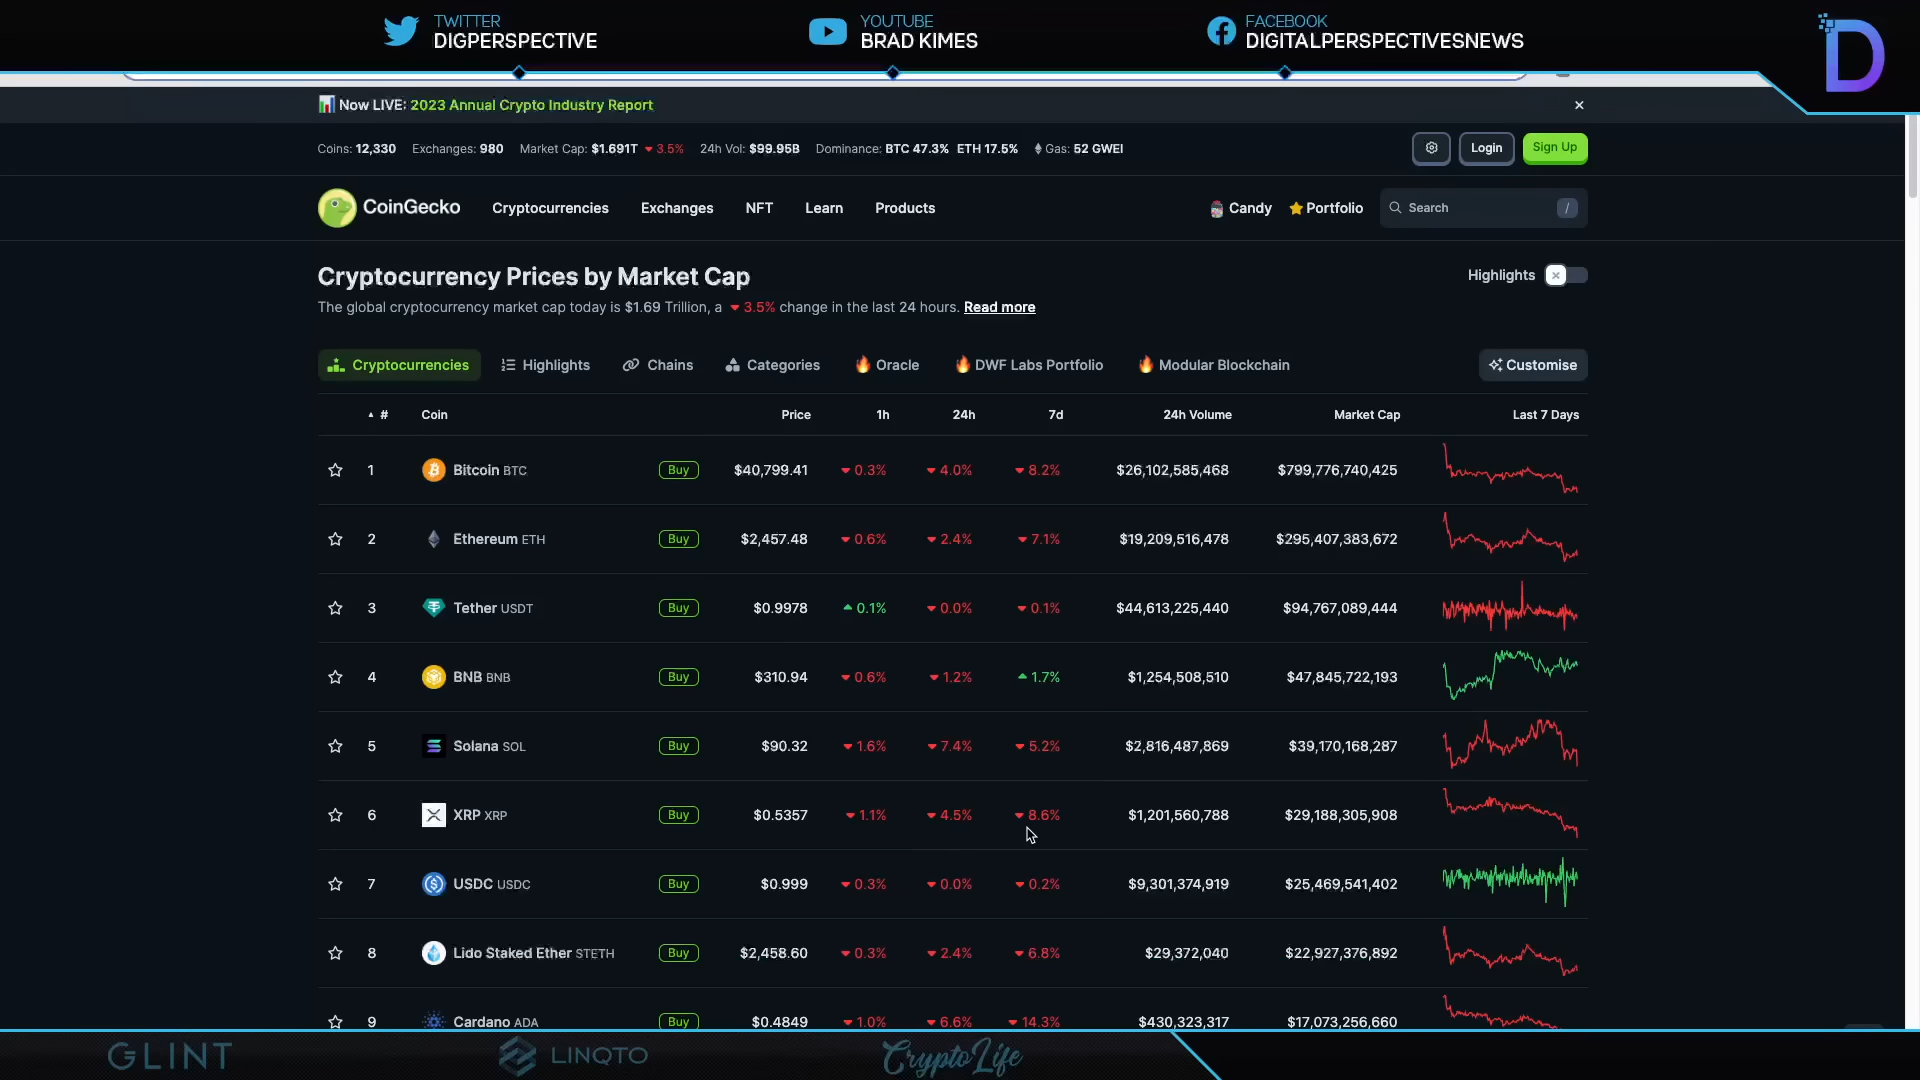 TWITTER
DIGPERSPECTIVE
YOUTUBE
BRAD KIMES
FACEBOOK
DIGITALPERSPECTIVESNEWS
D
Now LIVE: 2023 Annual Crypto Industry Report
Coins: 12,330 Exchanges: 980 Market Cap: $1.691T 3.5% 24h Vol: $99.95B Dominance: BTC 47.3% ETH 17.5% Gas: 52 GWEI
Login
Sign Up
CoinGecko Cryptocurrencies Exchanges NFT Learn Products Candy Portfolio Search /
Cryptocurrency Prices by Market Cap
Highlights
The global cryptocurrency market cap today is $1.69 Trillion, a 3.5% change in the last 24 hours. Read more
Cryptocurrencies Highlights Chains Categories Oracle DWF Labs Portfolio Modular Blockchain Customise
# Coin Price 1h 24h 7d 24h Volume Market Cap Last 7 Days
1 Bitcoin BTC Buy $40,799.41 0.3% 4.0% 8.2% $26,102,585,468 $799,776,740,425
2 Ethereum ETH Buy $2,457.48 0.6% 2.4% 7.1% $19,209,516,478 $295,407,383,672
3 Tether USDT Buy $0.9978 0.1% 0.0% 0.1% $44,613,225,440 $94,767,089,444
4 BNB BNB Buy $310.94 0.6% 1.2% 1.7% $1,254,508,510 $47,845,722,193
5 Solana SOL Buy $90.32 1.6% 7.4% 5.2% $2,816,487,869 $39,170,168,287
6 XRP XRP Buy $0.5357 1.1% 4.5% 8.6% $1,201,560,788 $29,188,305,908
7 USDC USDC Buy $0.999 0.3% 0.0% 0.2% $9,301,374,919 $25,469,541,402
8 Lido Staked Ether STETH Buy $2,458.60 0.3% 2.4% 6.8% $29,372,040 $22,927,376,892
9 Cardano ADA Buy $0.4849 1.0% 6.6% 14.3% $430,323,317 $17,073,256,660
GLINT LINQTO CryptoLife